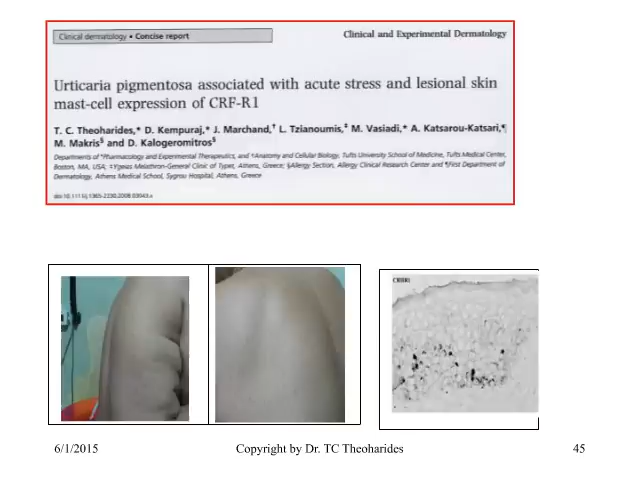 Clinical dermatology • Concise report
Clinical and Experimental Dermatology
Urticaria pigmentosa associated with acute stress and lesional skin
mast-cell expression of CRF-R1
T. C. Theoharides,* D. Kempuraj,* J. Marchand,† L. Tzianoumis,‡ M. Vasiadi,* A. Katsarou-Katsari,¶
M. Makris§ and D. Kalogeromitros§
Departments of *Pharmacology and Experimental Therapeutics, and †Anatomy and Cellular Biology, Tufts University School of Medicine, Tufts Medical Center,
Boston, MA, USA; Melathron-General Clinic of Athens, Greece; §Allergy Section, Allergy Clinical Research Center and ¶First Department of
Dermatology, Athens Medical School, Sygrou Hospital, Athens, Greece
CRHR1
6/1/2015
Copyright by Dr. TC Theoharides
45